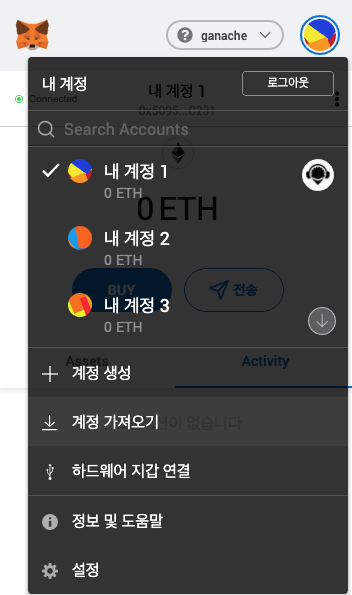 ganache
내 계정
로그아웃
Connected
내 계정 1
0x5095...C231
Search Accounts
내 계정 1
0 ETH
0 ETH
내 계정 2
0 ETH
BUY
전송
내 계정 3
0 ETH
Assets
Activity
계정 생성
계정 가져오기
이 없습니다
하드웨어 지갑 연결
정보 및 도움말
설정